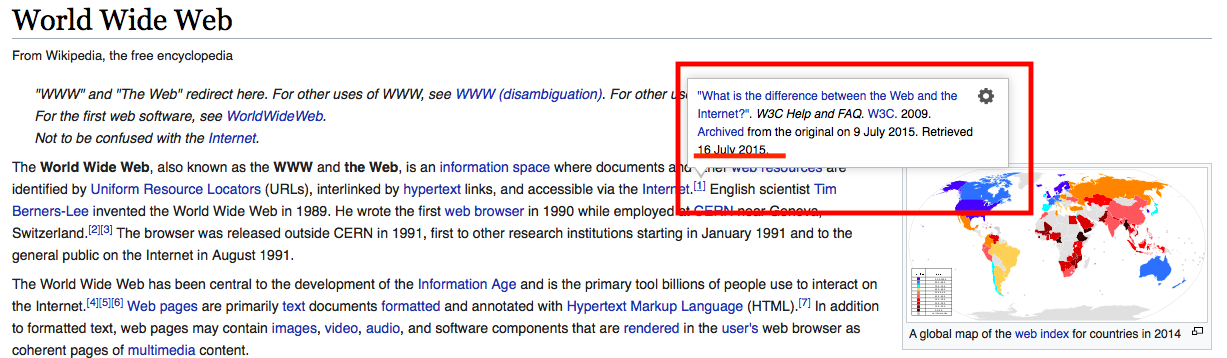 World Wide Web
From Wikipedia, the free encyclopedia
"WWW" and "The Web" redirect here. For other uses of WWW, see WWW (disambiguation). For other us
For the first web software, see WorldWideWeb.
Not to be confused with the Internet.
"What is the difference between the Web and the
Internet?". W3C Help and FAQ. W3C. 2009.
Archived from the original on 9 July 2015. Retrieved
16 July 2015.
The World Wide Web, also known as the WWW and the Web, is an information space where documents and other web resources are
identified by Uniform Resource Locators (URLs), interlinked by hypertext links, and accessible via the Internet.[1] English scientist Tim
Berners-Lee invented the World Wide Web in 1989. He wrote the first web browser in 1990 while employed at CERN near Geneva,
Switzerland.[2][3] The browser was released outside CERN in 1991, first to other research institutions starting in January 1991 and to the
general public on the Internet in August 1991.
The World Wide Web has been central to the development of the Information Age and is the primary tool billions of people use to interact on
the Internet.[4][5][6] Web pages are primarily text documents formatted and annotated with Hypertext Markup Language (HTML).[7] In addition
to formatted text, web pages may contain images, video, audio, and software components that are rendered in the user's web browser as
coherent pages of multimedia content.
A global map of the web index for countries in 2014